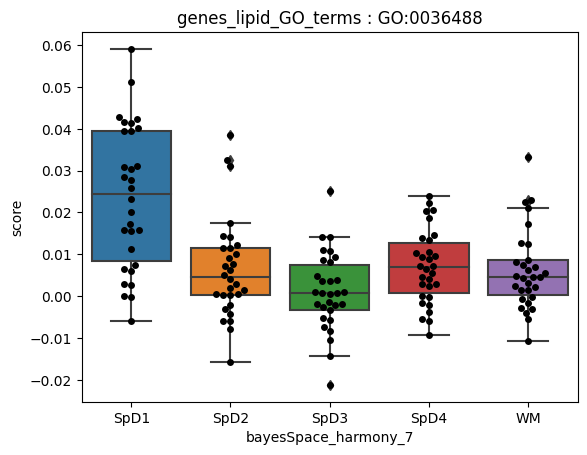 genes_lipid_GO_terms : GO:0036488
0.06
0.05
0.04
0.03
0.02
0.01
0.00
−0.01
−0.02
score
SpD1 SpD2 SpD3 SpD4 WM
bayesSpace_harmony_7